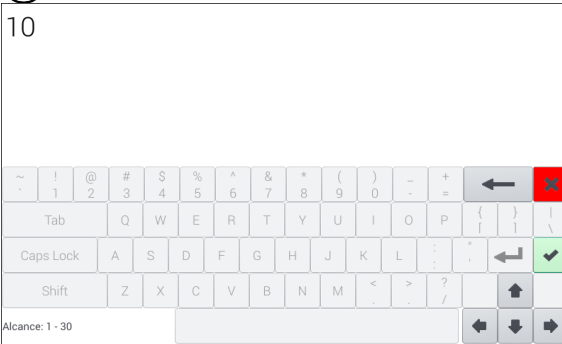 10
~ ! @ # $ % ^ & * ( ) _ +
` 1 2 3 4 5 6 7 8 9 0 - =
Tab Q W E R T Y U I O P { } |
[ ] \
Caps Lock A S D F G H J K L : "
; '
Shift Z X C V B N M < > ?
, . /
Alcance: 1 - 30